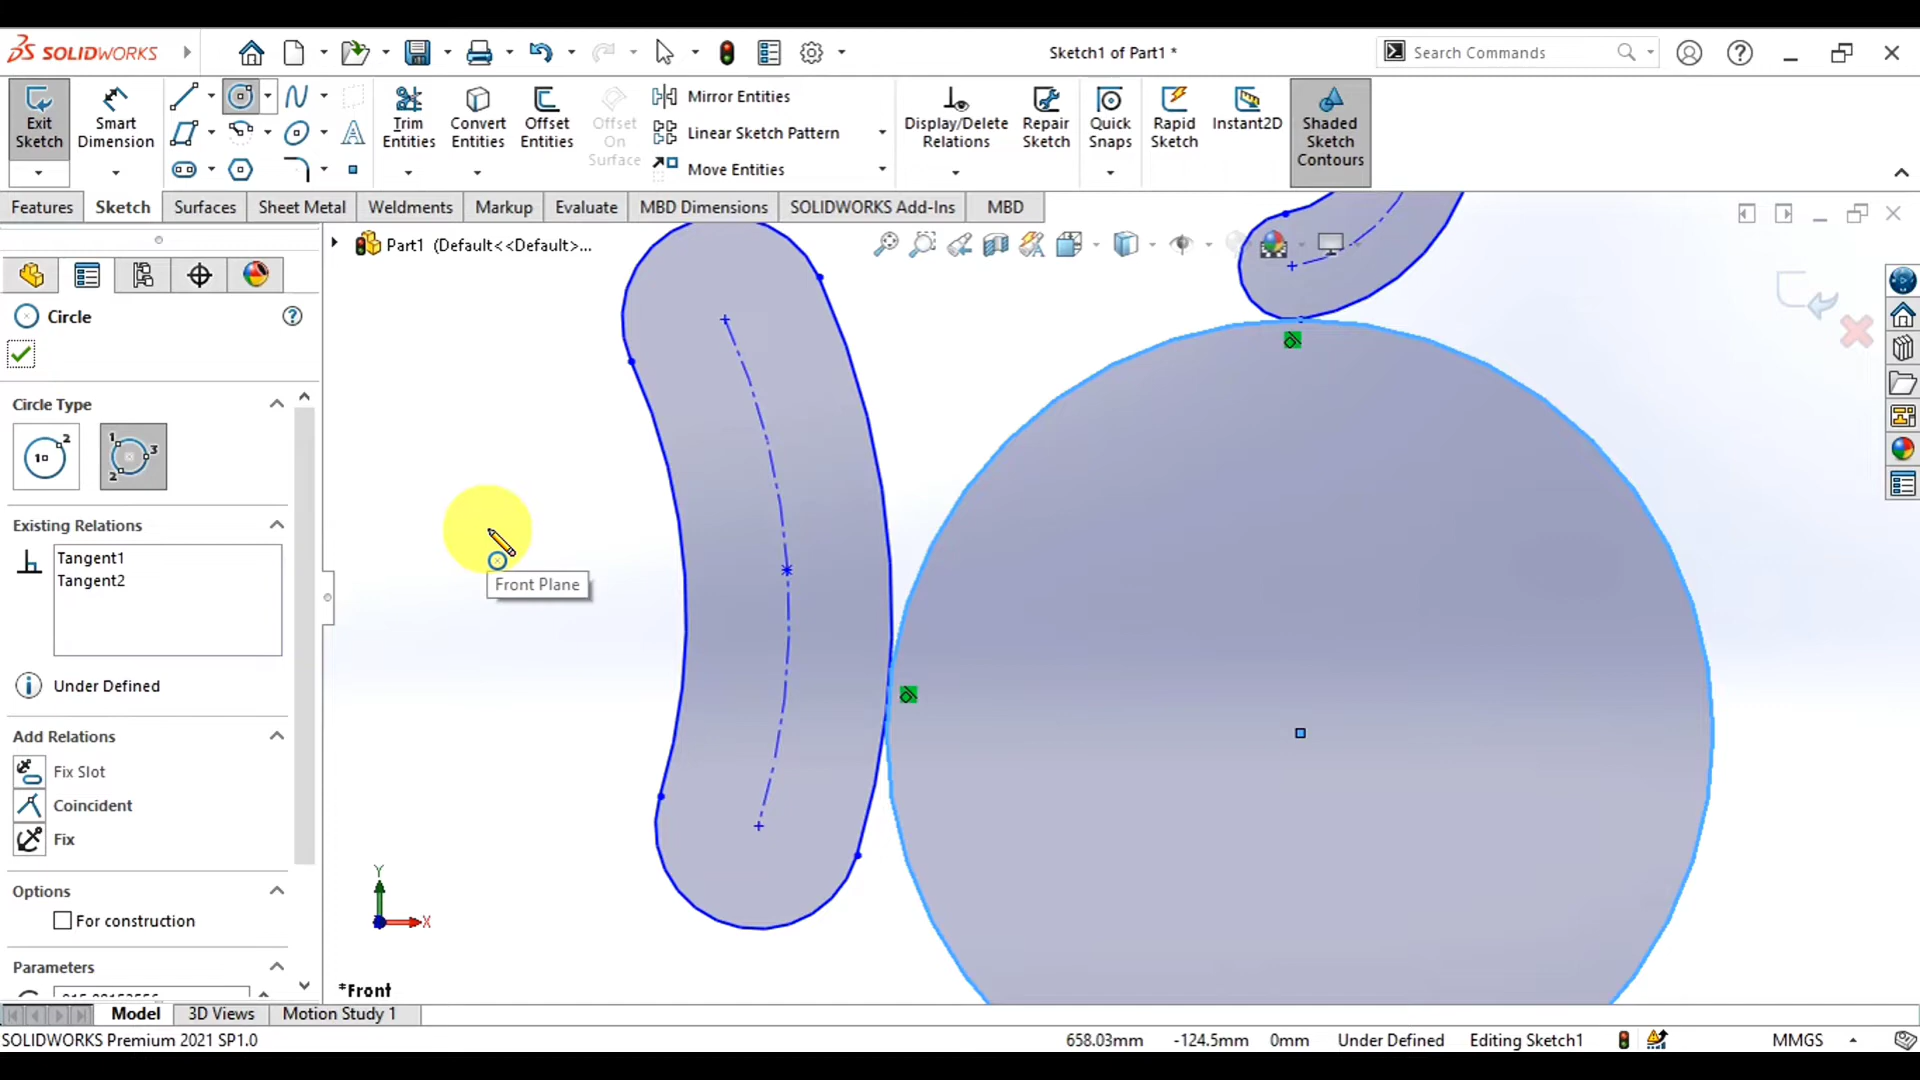 SOLIDWORKS
Sketch1 of Part1 *
Search Commands
Exit Sketch
Smart Dimension
Trim Entities
Convert Entities
Offset Entities
Offset On Surface
Mirror Entities
Linear Sketch Pattern
Move Entities
Display/Delete Relations
Repair Sketch
Quick Snaps
Rapid Sketch
Instant2D
Shaded Sketch Contours
Features
Sketch
Surfaces
Sheet Metal
Weldments
Markup
Evaluate
MBD Dimensions
SOLIDWORKS Add-Ins
MBD
Part1 (Default<<Default>...
Circle
Circle Type
Existing Relations
Tangent1
Tangent2
Under Defined
Add Relations
Fix Slot
Coincident
Fix
Options
For construction
Parameters
Front Plane
Y
X
*Front
Model
3D Views
Motion Study 1
SOLIDWORKS Premium 2021 SP1.0
658.03mm
-124.5mm
0mm
Under Defined
Editing Sketch1
MMGS